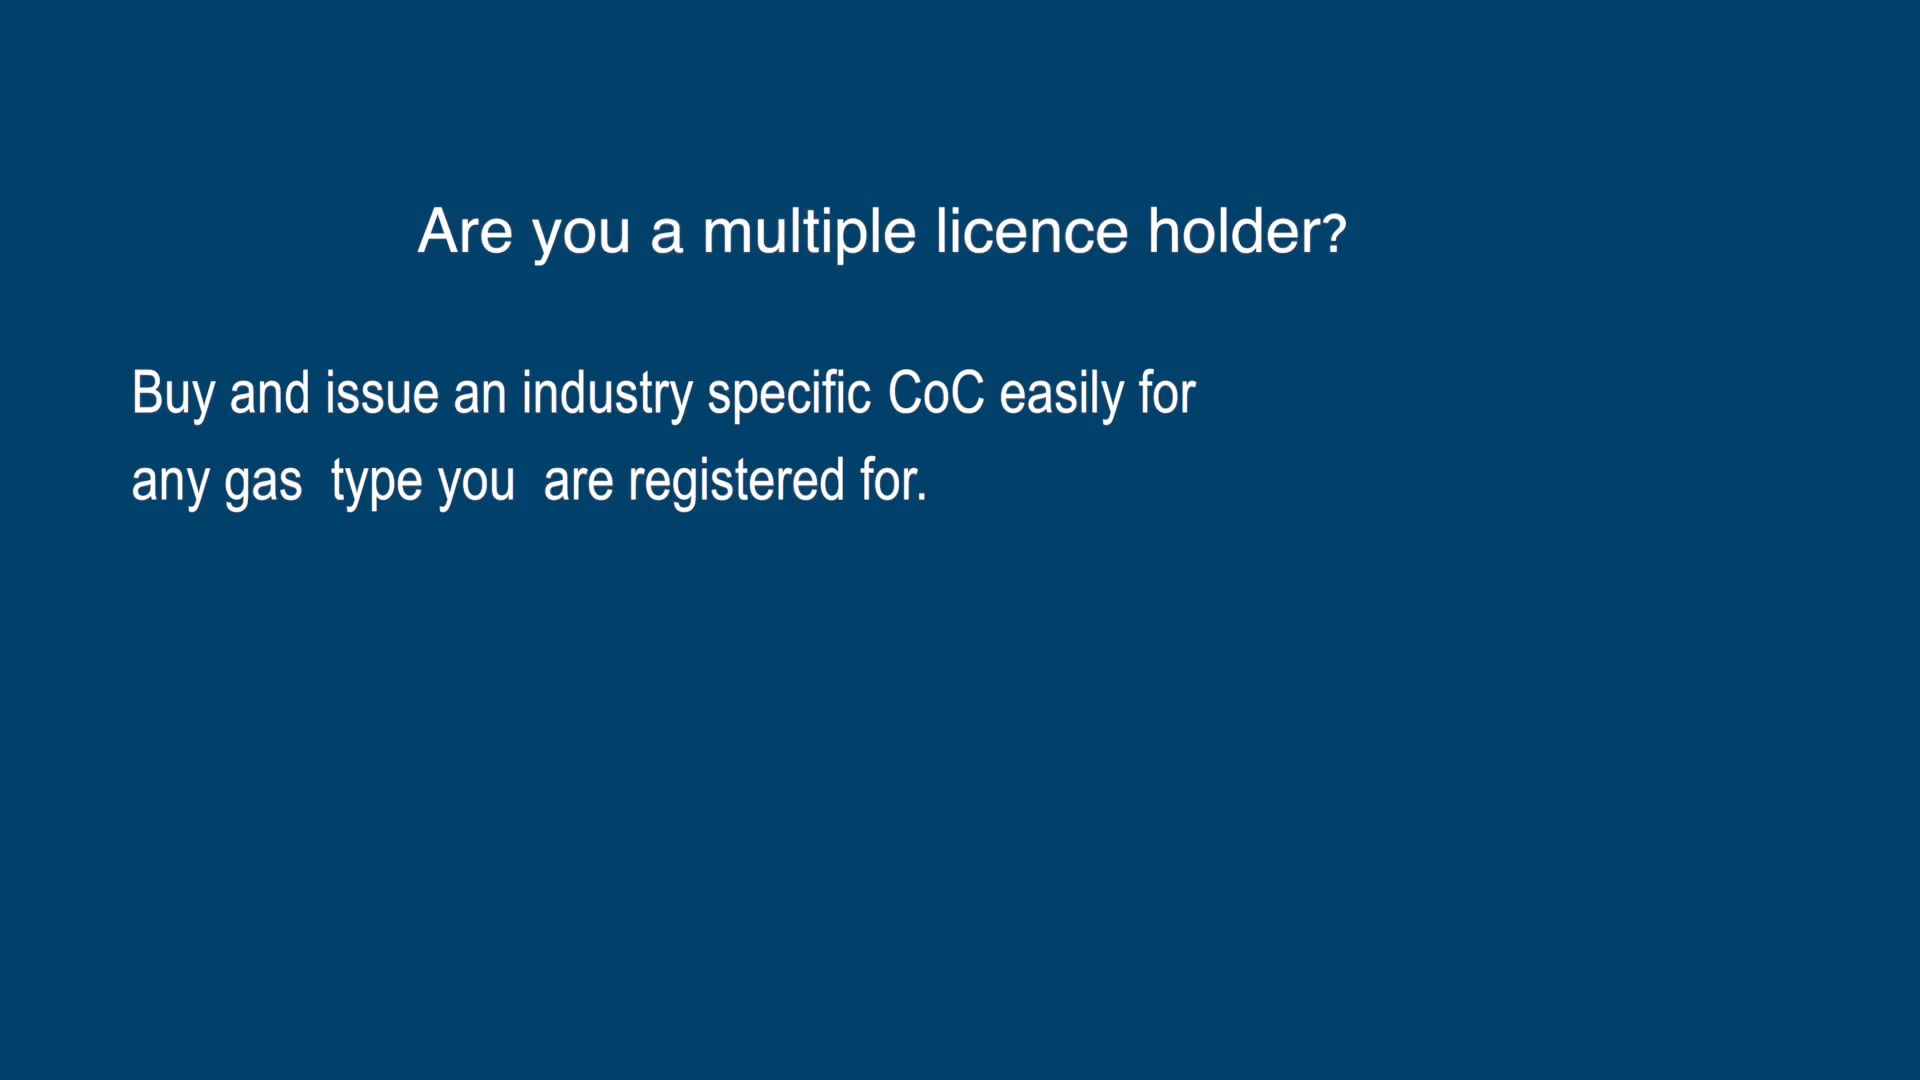 Are you a multiple licence holder?
Buy and issue an industry specific CoC easily for
any gas  type you  are registered for.